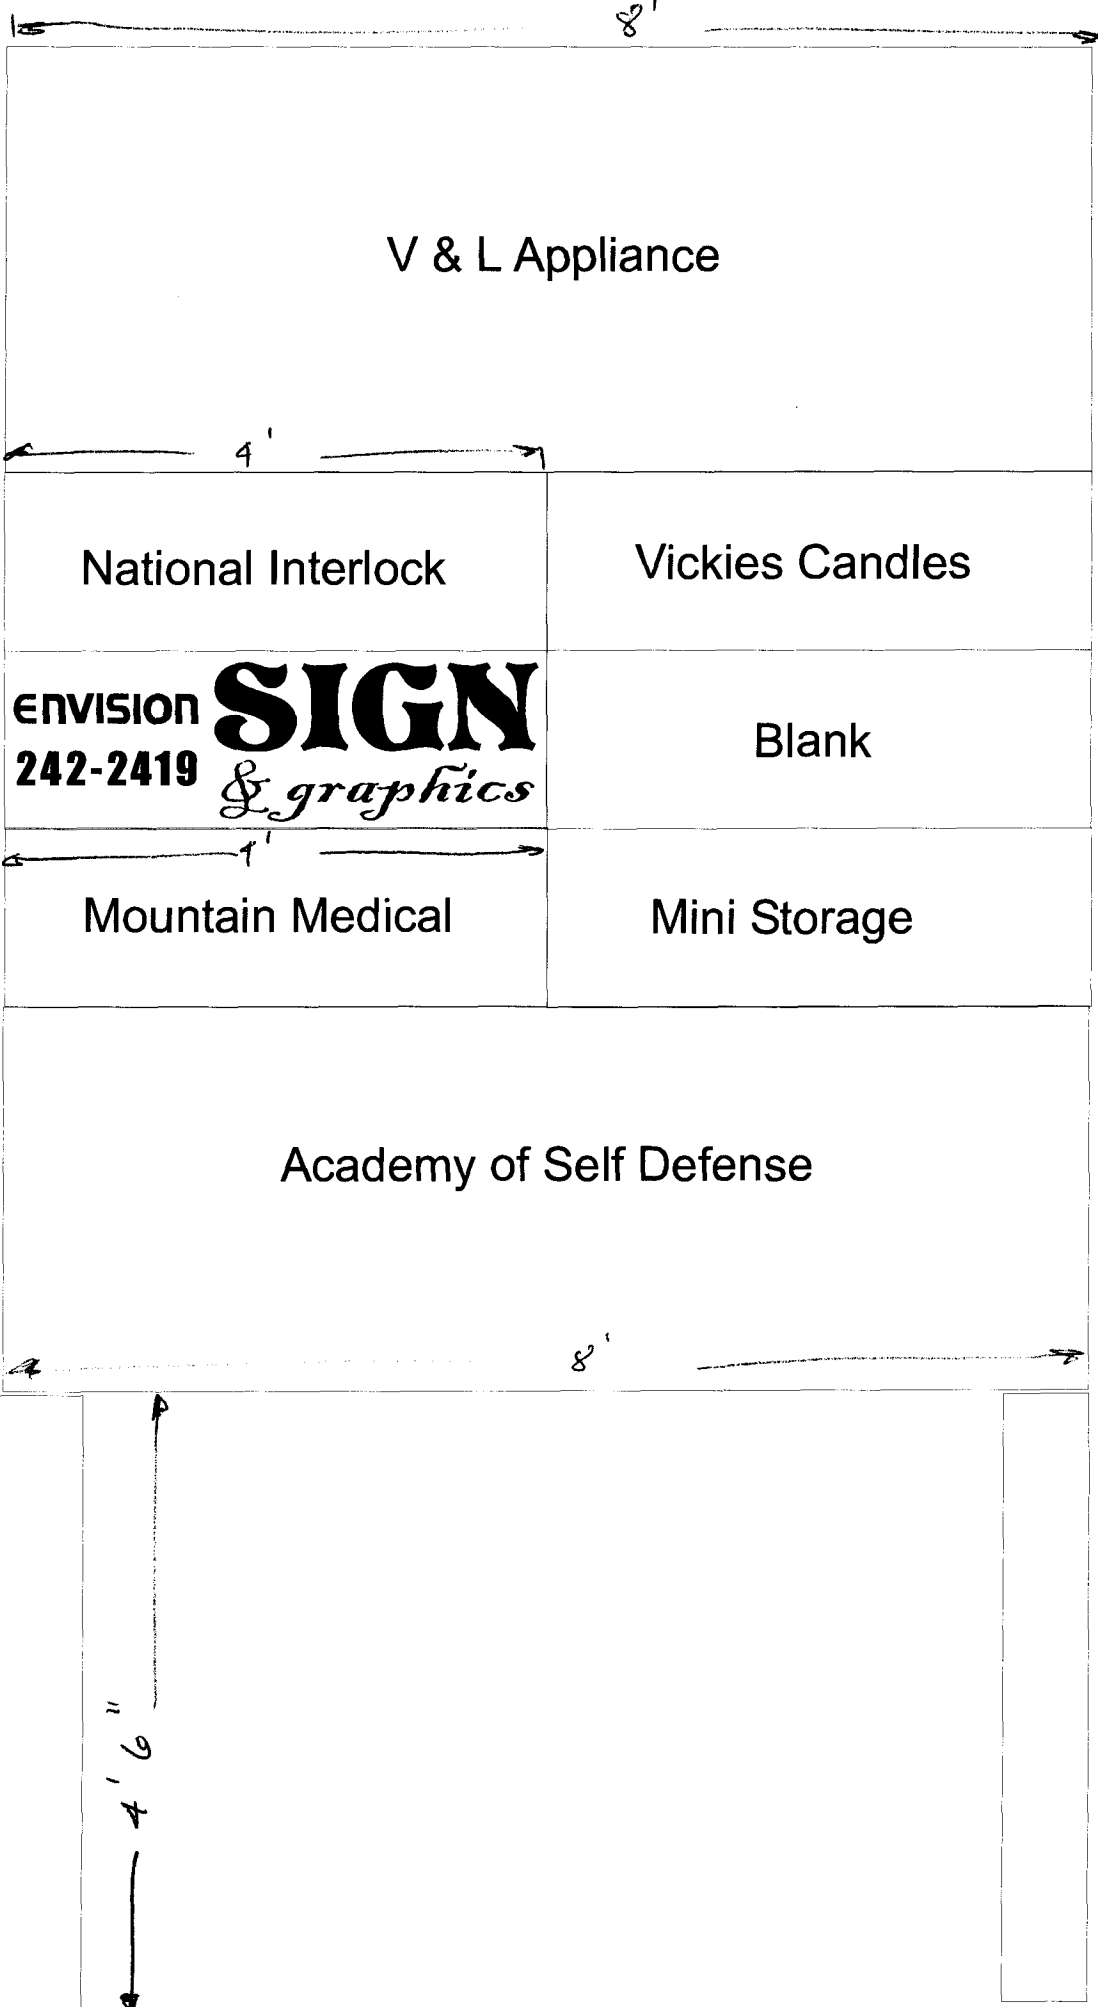 8'
V & L Appliance
4'
National Interlock
Vickies Candles
ENVISION SIGN
242-2419 & graphics
Blank
4'
Mountain Medical
Mini Storage
Academy of Self Defense
8'
4' 6"